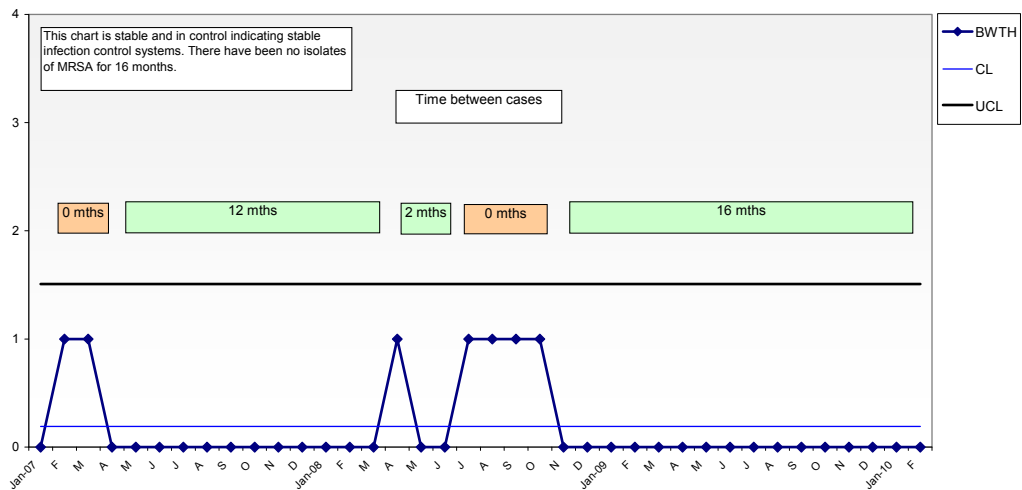 This chart is stable and in control indicating stable
infection control systems. There have been no isolates
of MRSA for 16 months.
Time between cases
BWTH
CL
UCL
4
3
2
1
0
0 mths
12 mths
2 mths
0 mths
16 mths
Jan-07 F M A M J J A S O N D Jan-08 F M A M J J A S O N D Jan-09 F M A M J J A S O N D Jan-10 F